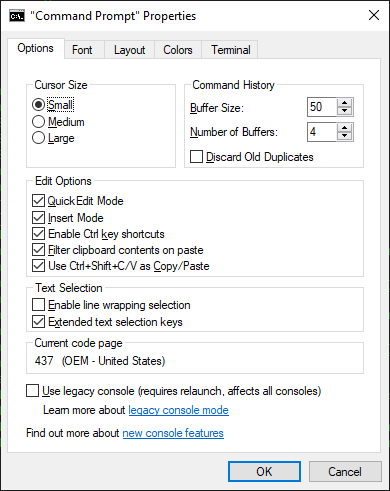 "Command Prompt" Properties
Options Font Layout Colors Terminal
Cursor Size
Small
Medium
Large
Command History
Buffer Size: 50
Number of Buffers: 4
Discard Old Duplicates
Edit Options
QuickEdit Mode
Insert Mode
Enable Ctrl key shortcuts
Filter clipboard contents on paste
Use Ctrl+Shift+C/V as Copy/Paste
Text Selection
Enable line wrapping selection
Extended text selection keys
Current code page
437 (OEM - United States)
Use legacy console (requires relaunch, affects all consoles)
Learn more about legacy console mode
Find out more about new console features
OK Cancel